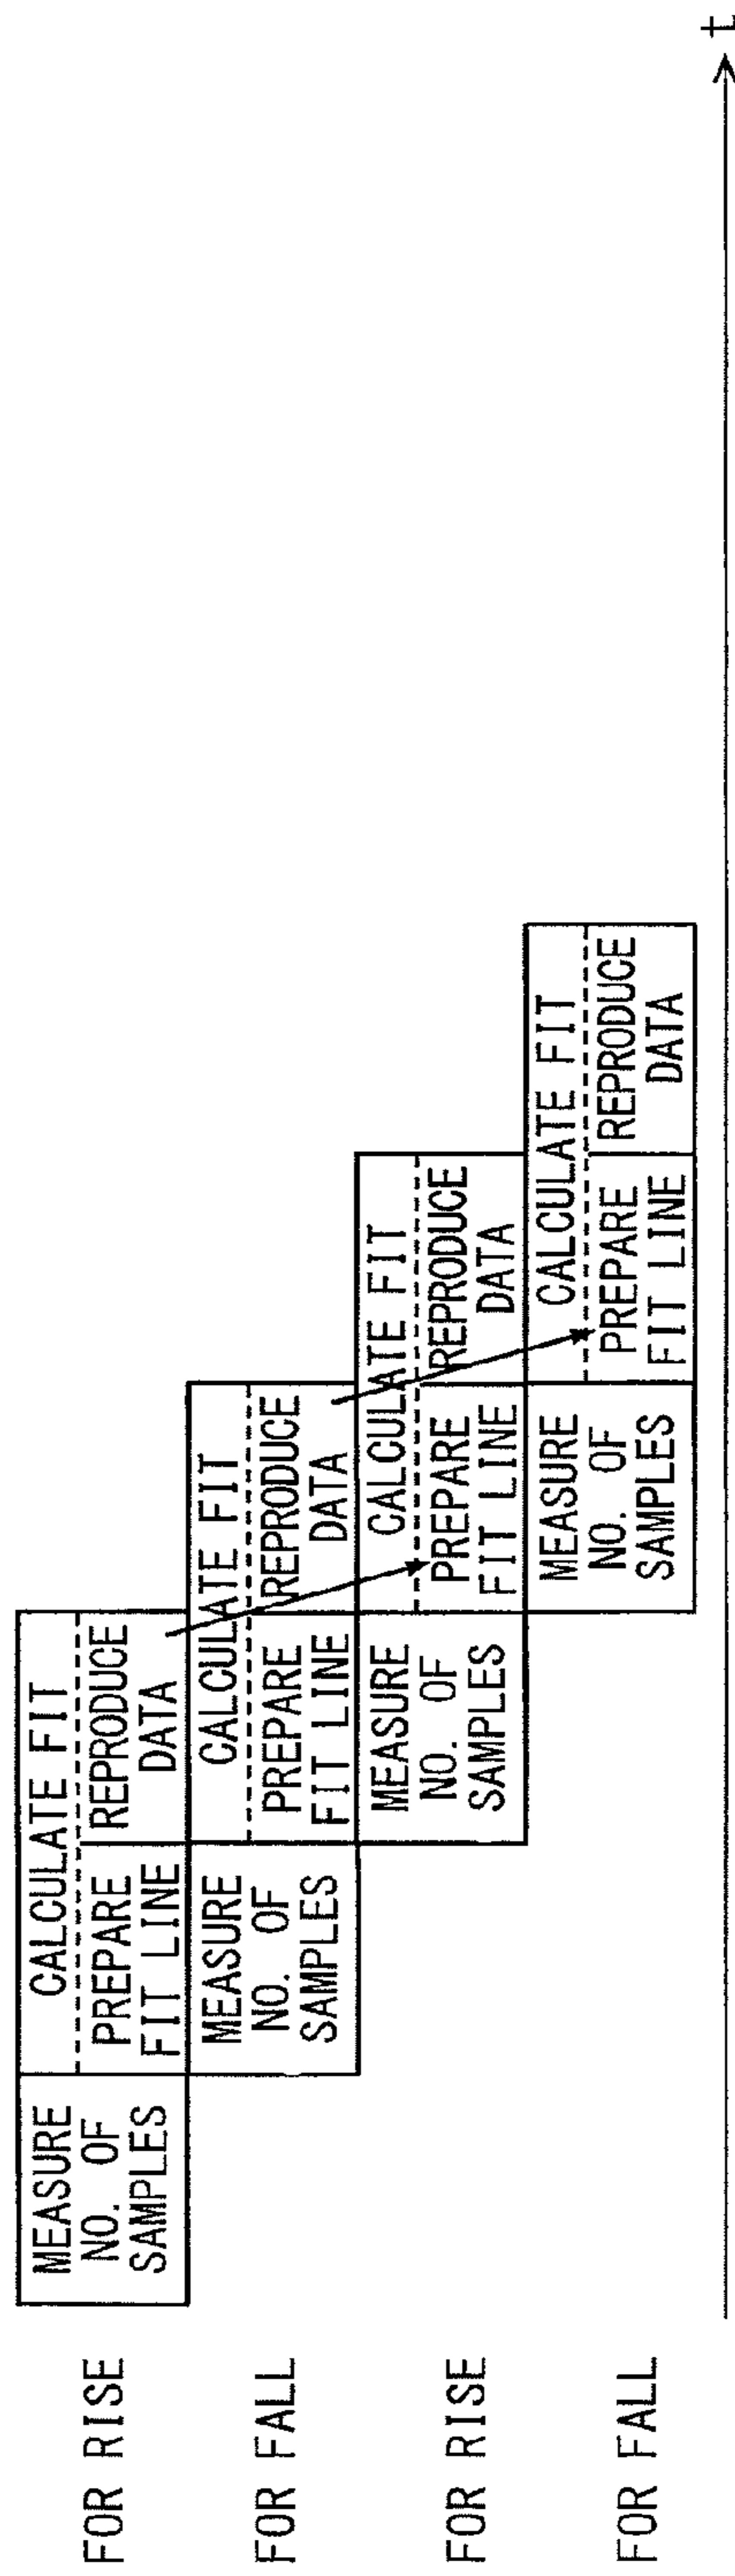 FOR RISE
MEASURE
NO. OF
SAMPLES
CALCULATE FIT
PREPARE
FIT LINE
REPRODUCE
DATA
FOR FALL
MEASURE
NO. OF
SAMPLES
CALCULATE FIT
PREPARE
FIT LINE
REPRODUCE
DATA
FOR RISE
MEASURE
NO. OF
SAMPLES
CALCULATE FIT
PREPARE
FIT LINE
REPRODUCE
DATA
FOR FALL
MEASURE
NO. OF
SAMPLES
CALCULATE FIT
PREPARE
FIT LINE
REPRODUCE
DATA
t